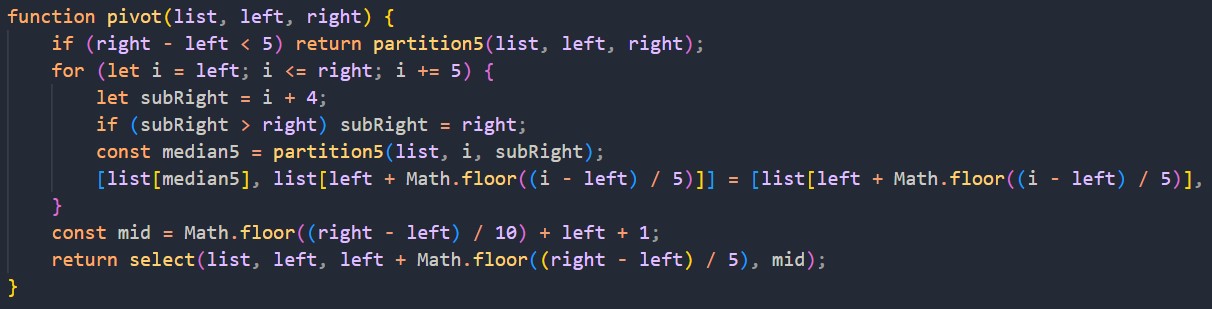 function pivot(list, left, right) {
    if (right - left < 5) return partition5(list, left, right);
    for (let i = left; i <= right; i += 5) {
        let subRight = i + 4;
        if (subRight > right) subRight = right;
        const median5 = partition5(list, i, subRight);
        [list[median5], list[left + Math.floor((i - left) / 5)]] = [list[left + Math.floor((i - left) / 5)],
    }
    const mid = Math.floor((right - left) / 10) + left + 1;
    return select(list, left, left + Math.floor((right - left) / 5), mid);
}